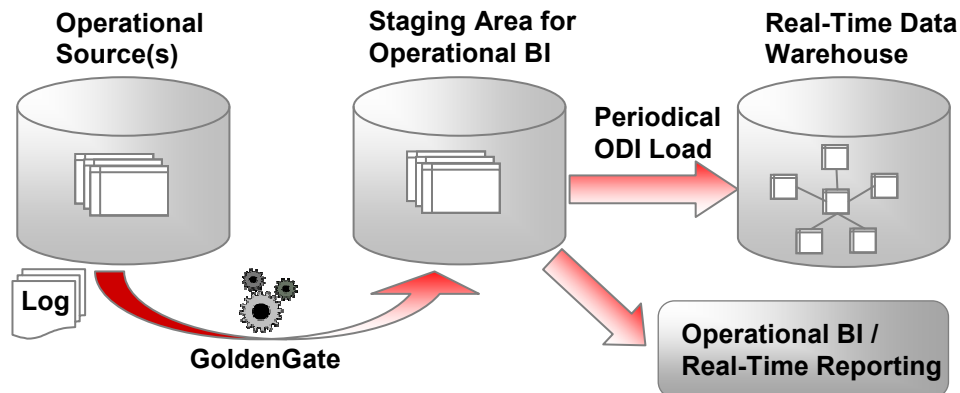 Operational
Source(s)
Staging Area for
Operational BI
Real-Time Data
Warehouse
Periodical
ODI Load
Log
GoldenGate
Operational BI /
Real-Time Reporting